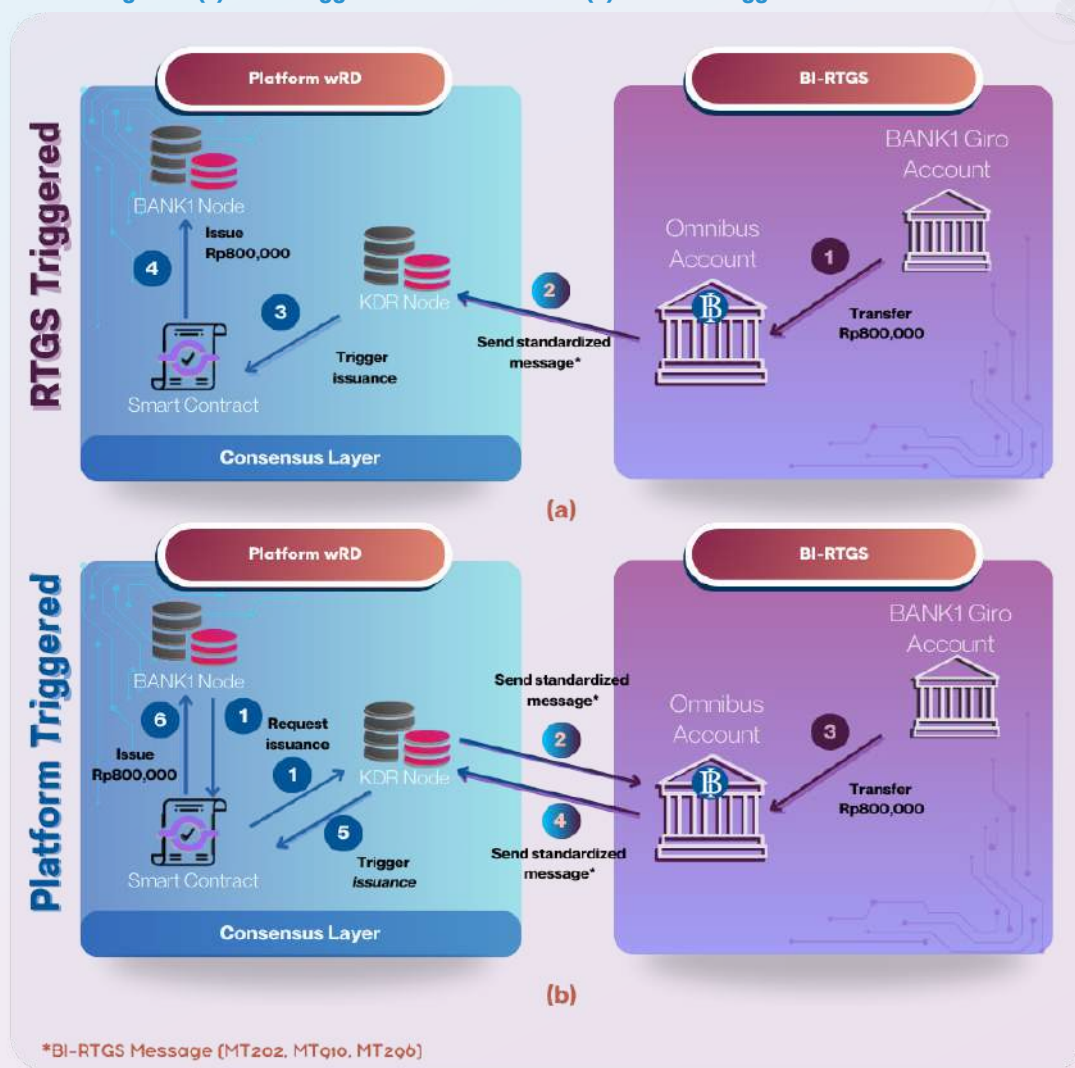 Platform wRD
BI-RTGS
RTGS Triggered
BANK1 Giro
Account
BANK1 Node
Issue
Rp800,000
4
Omnibus
Account
1
Transfer
Rp800,000
KDR Node
2
Send standardized
message*
3
Trigger
issuance
Smart Contract
Consensus Layer
(a)
Platform wRD
BI-RTGS
Platform Triggered
BANK1 Giro
Account
BANK1 Node
Send standardized
message*
2
Omnibus
Account
3
Transfer
Rp800,000
6
1
Request
issuance
Issue
Rp800,000
1
KDR Node
4
Send standardized
message*
5
Trigger
issuance
Smart Contract
Consensus Layer
(b)
*BI-RTGS Message (MT202, MT910, MT296)